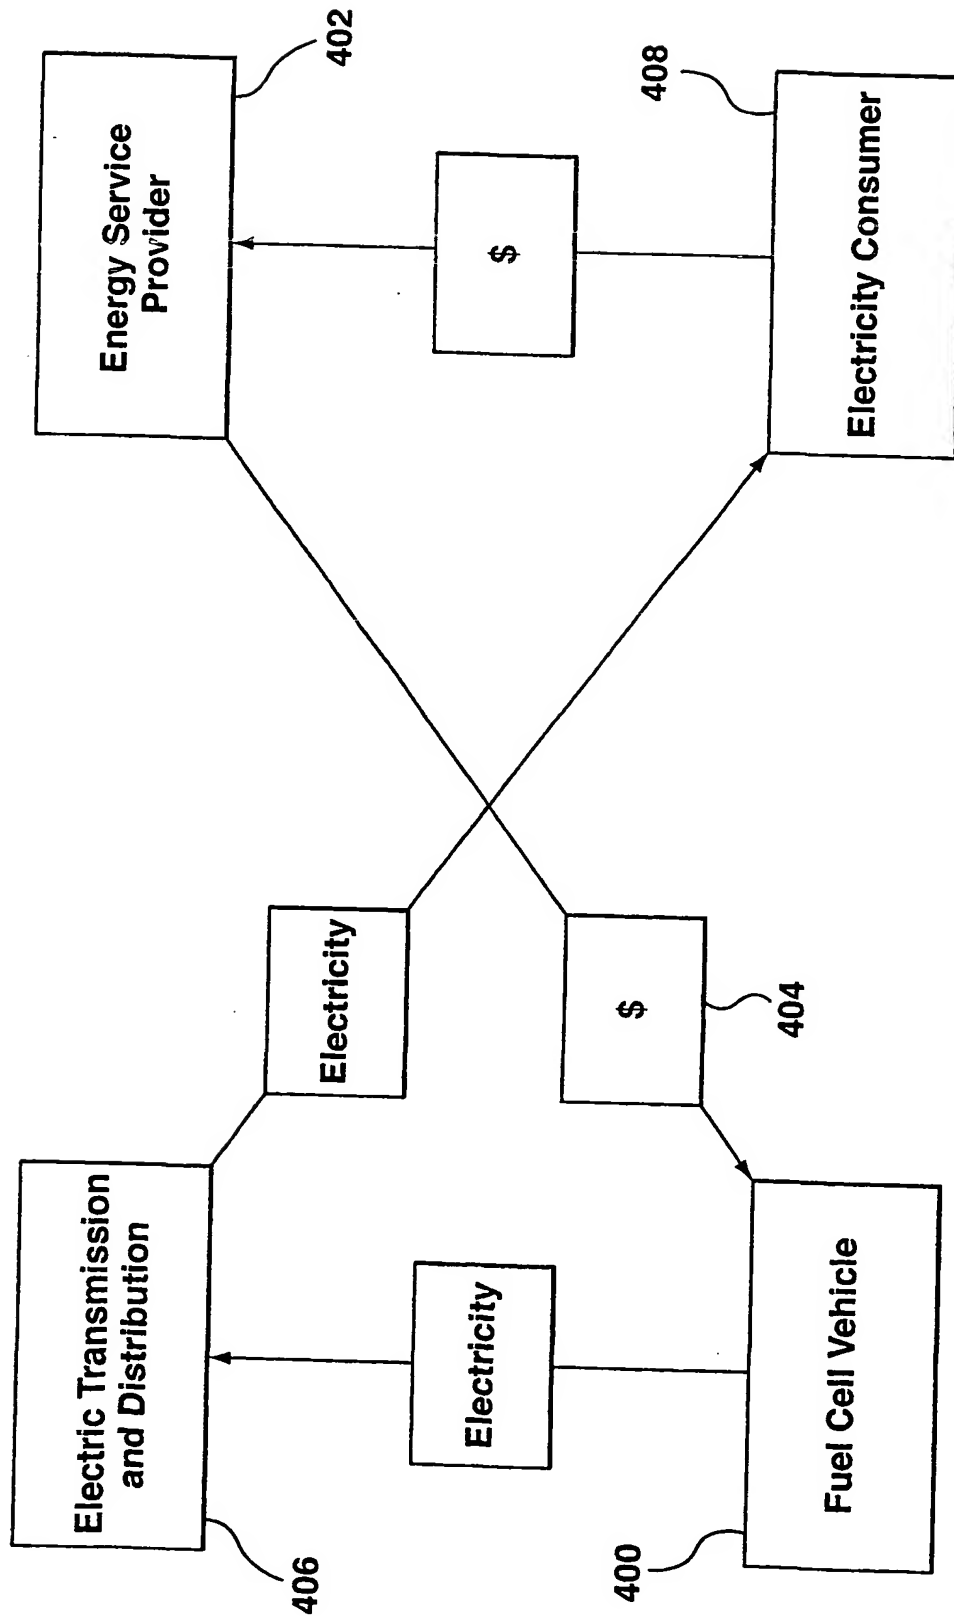 Electric Transmission
and Distribution
406
Energy Service
Provider
402
Electricity
Electricity
$
$
404
Fuel Cell Vehicle
400
Electricity Consumer
408